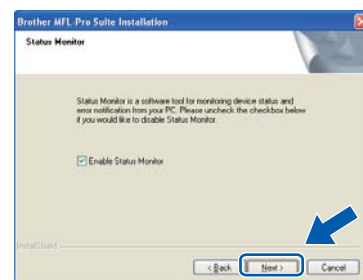 Brother MFL-Pro Suite Installation
Status Monitor
Status Monitor is a software tool for monitoring device status and
error notification from your PC. Please uncheck the checkbox below
if you would like to disable Status Monitor.
Enable Status Monitor
InstallShield
< Back
Next >
Cancel